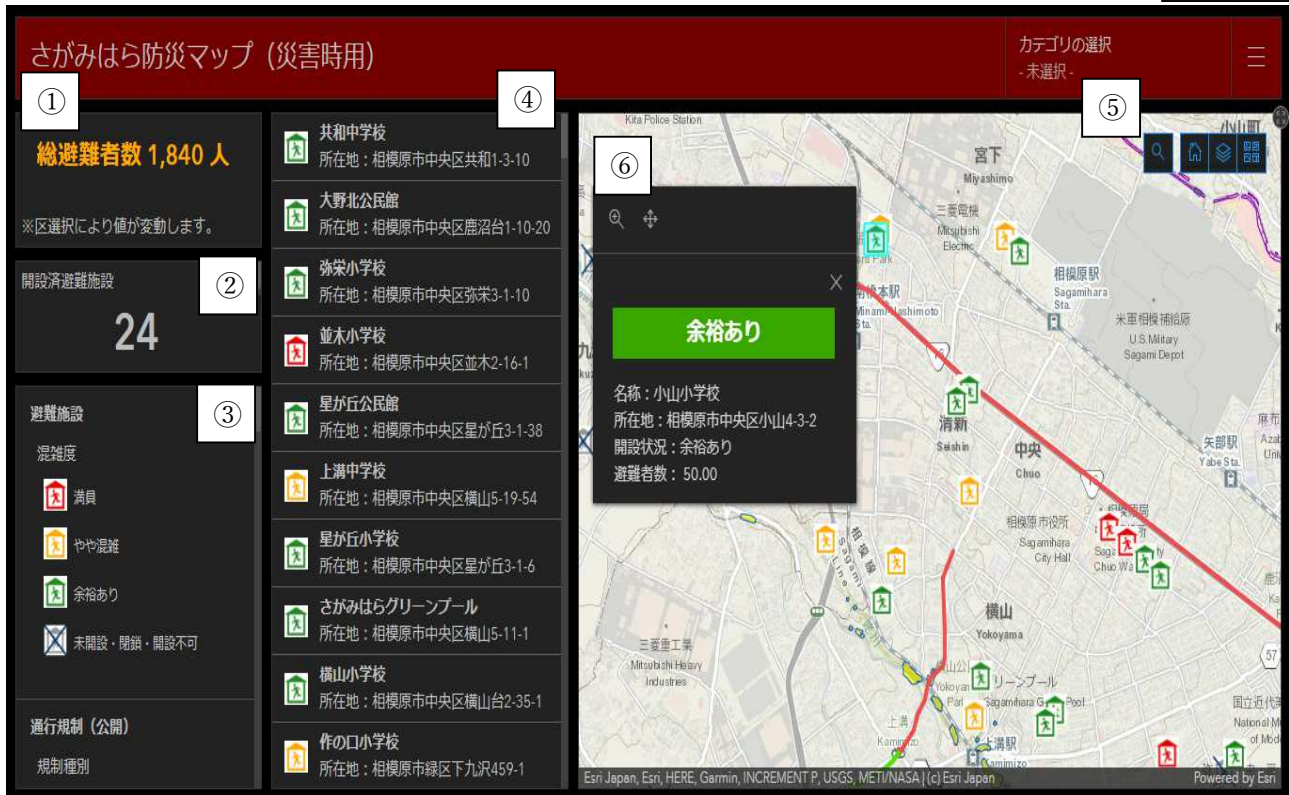 さがみはら防災マップ（災害時用）
カテゴリの選択
- 未選択 -
①
総避難者数 1,840 人
※区選択により値が変動します。
②
開設済避難施設
24
③
避難施設
混雑度
満員
やや混雑
余裕あり
未開設・閉鎖・開設不可
通行規制（公開）
規制種別
④
共和中学校
所在地：相模原市中央区共和1-3-10
大野北公民館
所在地：相模原市中央区鹿沼台1-10-20
弥栄小学校
所在地：相模原市中央区弥栄3-1-10
並木小学校
所在地：相模原市中央区並木2-16-1
星が丘公民館
所在地：相模原市中央区星が丘3-1-38
上溝中学校
所在地：相模原市中央区横山5-19-54
星が丘小学校
所在地：相模原市中央区星が丘3-1-6
さがみはらグリーンプール
所在地：相模原市中央区横山5-11-1
横山小学校
所在地：相模原市中央区横山台2-35-1
作の口小学校
所在地：相模原市緑区下九沢459-1
⑤
⑥
余裕あり
名称：小山小学校
所在地：相模原市中央区小山4-3-2
開設状況：余裕あり
避難者数： 50.00
Kita Police Station
小山町
宮下
Miyashimo
三菱電機
Mitsubishi
Electric
相模原駅
Sagamihara
Sta.
米軍相模補給廠
U.S.Military
Sagami Depot
16
清新
Seishin
中央
Chuo
矢部駅
Yabe Sta.
相模原市役所
Sagamihara
City Hall
相模線
Sagami
Line
横山
Yokoyama
三菱重工業
Mitsubishi Heavy
Industries
57
上溝
Kamimizo
上溝駅
Kamimizo
国立近代
National M
of Mod
Esri Japan, Esri, HERE, Garmin, INCREMENT P, USGS, METI/NASA | (c) Esri Japan
Powered by Esri